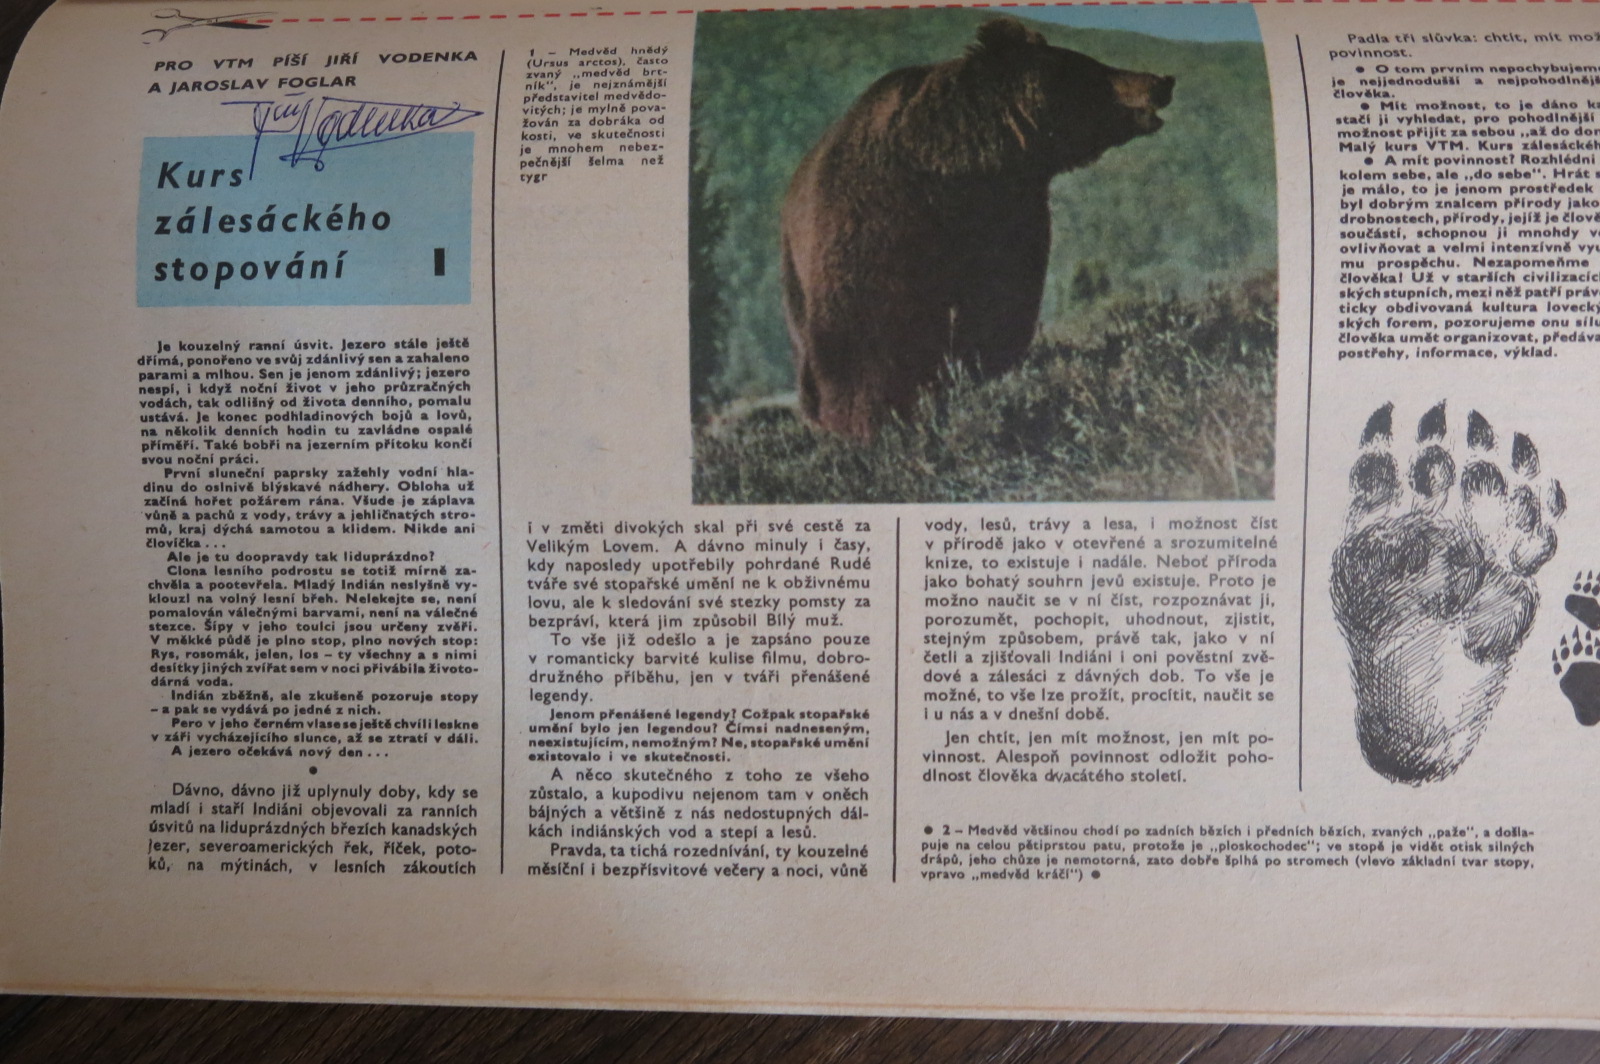 PRO VTM PÍŠÍ JIŘÍ VODENKA
A JAROSLAV FOGLAR
Jiří Vodenka
Kurs
zálesáckého
stopování I
Je kouzelný ranní úsvit. Jezero stále ještě
dřímá, ponořeno ve svůj zdánlivý sen a zahaleno
parami a mlhou. Sen je jenom zdánlivý; jezero
nespí, i když noční život v jeho průzračných
vodách, tak odlišný od života denního, pomalu
ustává. Je konec podhladinových bojů a lovů,
na několik denních hodin tu zavládne ospalé
příměří. Také bobři na jezerním přítoku končí
svou noční práci.
První sluneční paprsky zažehly vodní hla-
dinu do oslnivě blýskavé nádhery. Obloha už
začíná hořet požárem rána. Všude je záplava
vůně a pachů z vody, trávy a jehličnatých stro-
mů, kraj dýchá samotou a klidem. Nikde ani
človíčka . . .
Ale je tu doopravdy tak liduprázdno?
Clona lesního podrostu se totiž mírně za-
chvěla a pootevřela. Mladý Indián neslyšně vy-
klouzl na volný lesní břeh. Nelekejte se, není
pomalován válečnými barvami, není na válečné
stezce. Šípy v jeho toulci jsou určeny zvěři.
V měkké půdě je plno stop, plno nových stop:
Rys, rosomák, jelen, los – ty všechny a s nimi
desítky jiných zvířat sem v noci přivábila životo-
dárná voda.
Indián zběžně, ale zkušeně pozoruje stopy
– a pak se vydává po jedné z nich.
Pero v jeho černém vlase se ještě chvíli leskne
v záři vycházejícího slunce, až se ztratí v dáli.
A jezero očekává nový den . . .
●
Dávno, dávno již uplynuly doby, kdy se
mladí i staří Indiáni objevovali za ranních
úsvitů na liduprázdných březích kanadských
jezer, severoamerických řek, říček, poto-
ků, na mýtinách, v lesních zákoutích
1 – Medvěd hnědý
(Ursus arctos), často
zvaný „medvěd brt-
ník", je nejznámější
představitel medvědo-
vitých; je mylně pova-
žován za dobráka od
kosti, ve skutečnosti
je mnohem nebez-
pečnější šelma než
tygr
i v změti divokých skal při své cestě za
Velikým Lovem. A dávno minuly i časy,
kdy naposledy upotřebily pohrdané Rudé
tváře své stopařské umění ne k obživnému
lovu, ale k sledování své stezky pomsty za
bezpráví, která jim způsobil Bílý muž.
To vše již odešlo a je zapsáno pouze
v romanticky barvité kulise filmu, dobro-
družného příběhu, jen v tváři přenášené
legendy.
Jenom přenášené legendy? Cožpak stopařské
umění bylo jen legendou? Čímsi nadneseným,
neexistujícím, nemožným? Ne, stopařské umění
existovalo i ve skutečnosti.
A něco skutečného z toho ze všeho
zůstalo, a kupodivu nejenom tam v oněch
bájných a většině z nás nedostupných dál-
kách indiánských vod a stepí a lesů.
Pravda, ta tichá rozednívání, ty kouzelné
měsíční i bezpřísvitové večery a noci, vůně
vody, lesů, trávy a lesa, i možnost číst
v přírodě jako v otevřené a srozumitelné
knize, to existuje i nadále. Neboť příroda
jako bohatý souhrn jevů existuje. Proto je
možno naučit se v ní číst, rozpoznávat ji,
porozumět, pochopit, uhodnout, zjistit,
stejným způsobem, právě tak, jako v ní
četli a zjišťovali Indiáni i oni pověstní zvě-
dové a zálesáci z dávných dob. To vše je
možné, to vše lze prožít, procítit, naučit se
i u nás a v dnešní době.
Jen chtít, jen mít možnost, jen mít po-
vinnost. Alespoň povinnost odložit poho-
dlnost člověka dvacátého století.
Padla tři slůvka: chtít, mít
povinnost.
● O tom prvním nepochybujeme
je nejjednodušší a
člověka.
● Mít možnost, to je dáno
stačí ji vyhledat, pro pohodlnější
možnost přijít za sebou „až do
Malý kurs VTM. Kurs
● A mít povinnost? Rozhlédni
kolem sebe, ale „do sebe". Hrát
je málo, to je jenom prostředek
byl dobrým znalcem přírody jako
drobnostech, přírody, jejíž je
součástí, schopnou ji mnohdy
ovlivňovat a velmi intenzívně
mu prospěchu. Nezapomeňme
člověka! Už v starších
ských stupních, mezi něž patří
ticky obdivovaná kultura
ských forem, pozorujeme onu
člověka umět organizovat,
postřehy, informace, výklad.
● 2 – Medvěd většinou chodí po zadních bězích i předních bězích, zvaných „paže", a došla-
puje na celou pětiprstou patu, protože je „ploskochodec"; ve stopě je vidět otisk silných
drápů, jeho chůze je nemotorná, zato dobře šplhá po stromech (vlevo základní tvar stopy,
vpravo „medvěd kráčí") ●